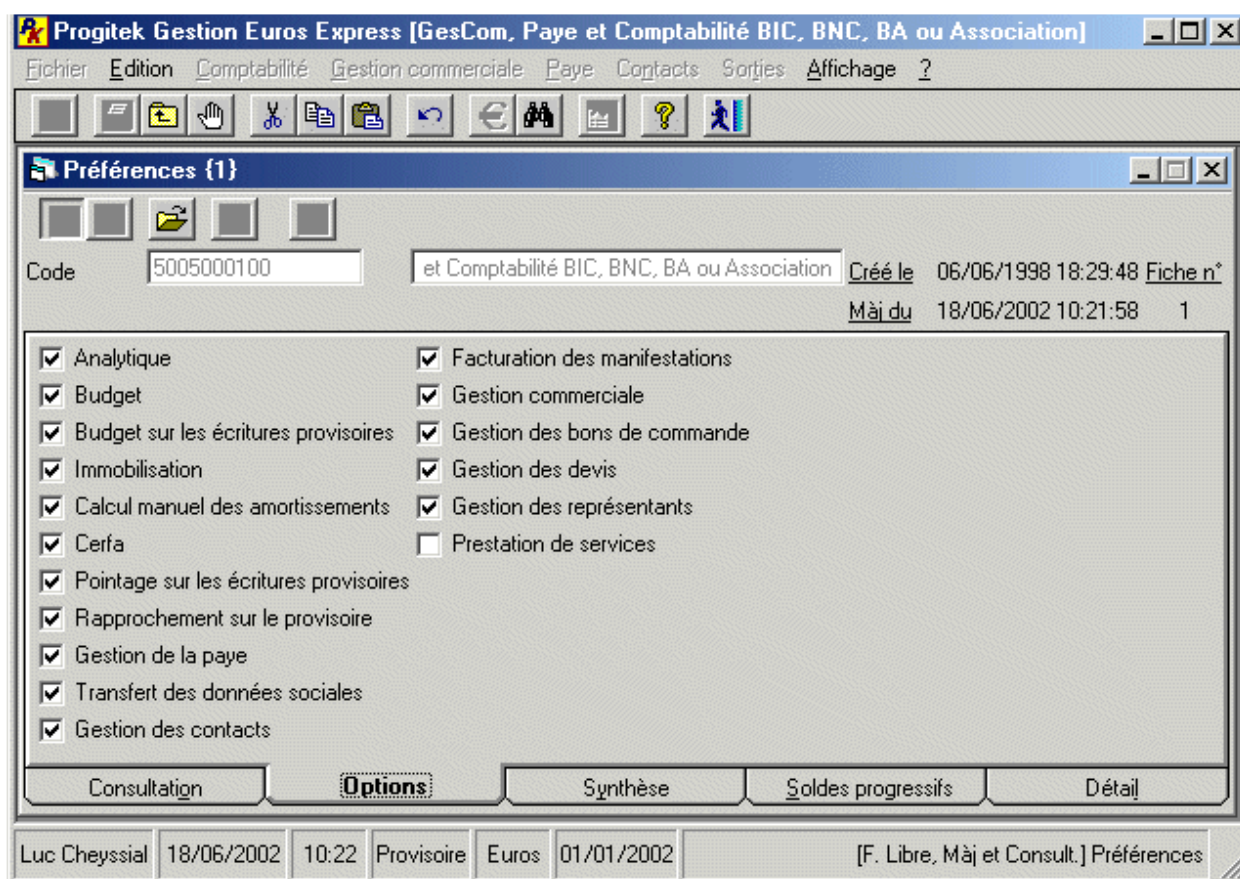 Progitek Gestion Euros Express [GesCom, Paye et Comptabilité BIC, BNC, BA ou Association]
Fichier Edition Comptabilité Gestion commerciale Paye Contacts Sorties Affichage ?
Préférences {1}
Code 5005000100 et Comptabilité BIC, BNC, BA ou Association Créé le 06/06/1998 18:29:48 Fiche n°
Màj du 18/06/2002 10:21:58 1
Analytique Facturation des manifestations
Budget Gestion commerciale
Budget sur les écritures provisoires Gestion des bons de commande
Immobilisation Gestion des devis
Calcul manuel des amortissements Gestion des représentants
Cerfa Prestation de services
Pointage sur les écritures provisoires
Rapprochement sur le provisoire
Gestion de la paye
Transfert des données sociales
Gestion des contacts
Consultation Options Synthèse Soldes progressifs Détail
Luc Cheyssial 18/06/2002 10:22 Provisoire Euros 01/01/2002 [F. Libre, Màj et Consult.] Préférences